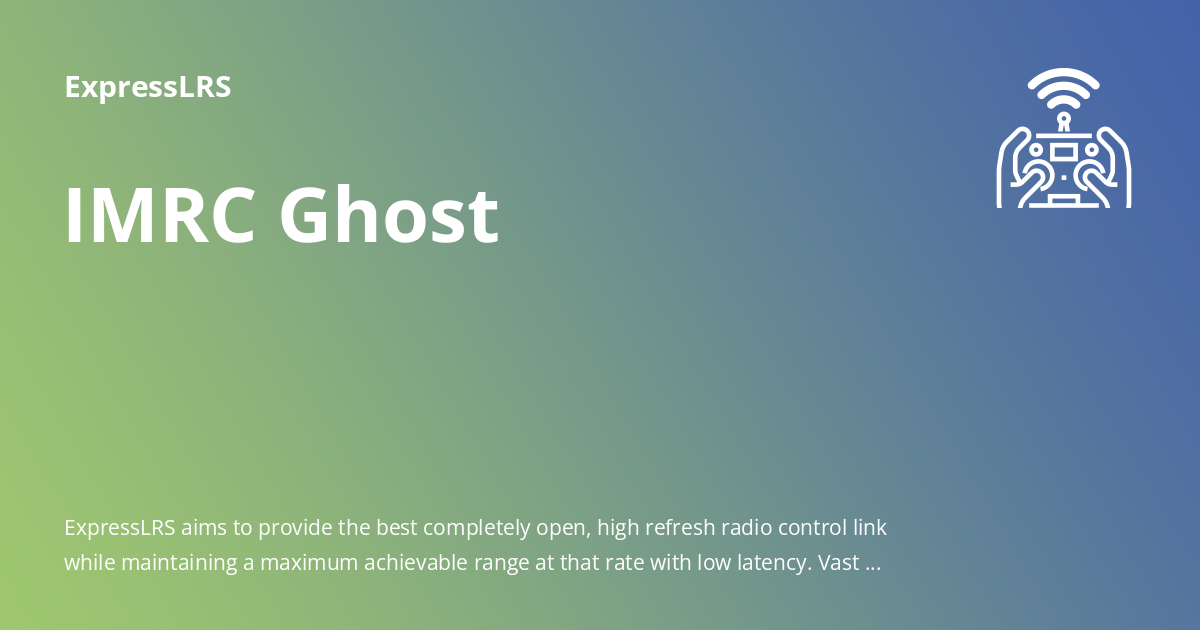 ExpressLRS
IMRC Ghost
ExpressLRS aims to provide the best completely open, high refresh radio control link
while maintaining a maximum achievable range at that rate with low latency. Vast ...